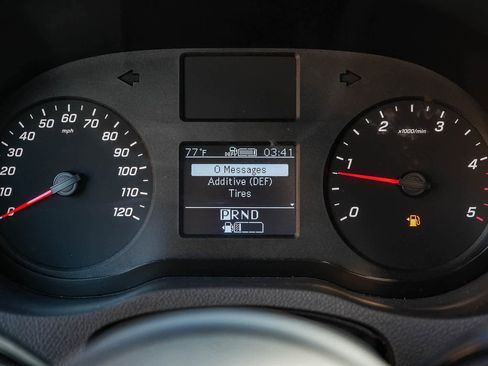 60
50
70
40
mph
80
30
90
20
100
10
110
0
120
77°F
DEF
03:41
0 Messages
Additive (DEF)
Tires
PRND
2
3
x1000/min
1
4
0
5